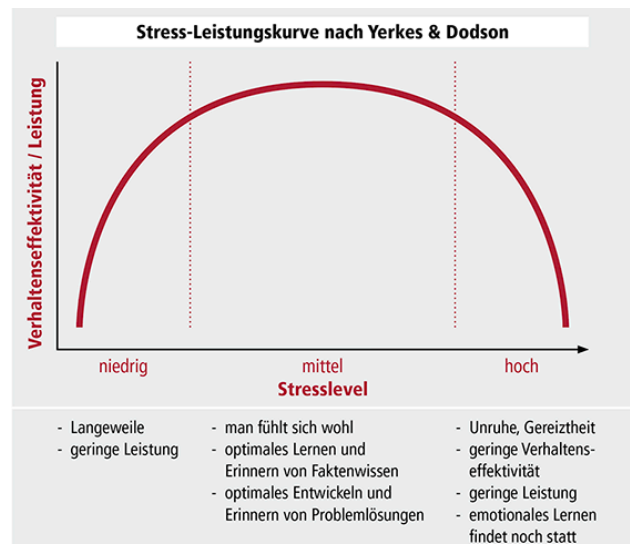 Stress-Leistungskurve nach Yerkes & Dodson
Verhaltenseffektivität / Leistung
niedrig
mittel
hoch
Stresslevel
- Langeweile
- geringe Leistung
- man fühlt sich wohl
- optimales Lernen und
Erinnern von Faktenwissen
- optimales Entwickeln und
Erinnern von Problemlösungen
- Unruhe, Gereiztheit
- geringe Verhaltens-
effektivität
- geringe Leistung
- emotionales Lernen
findet noch statt